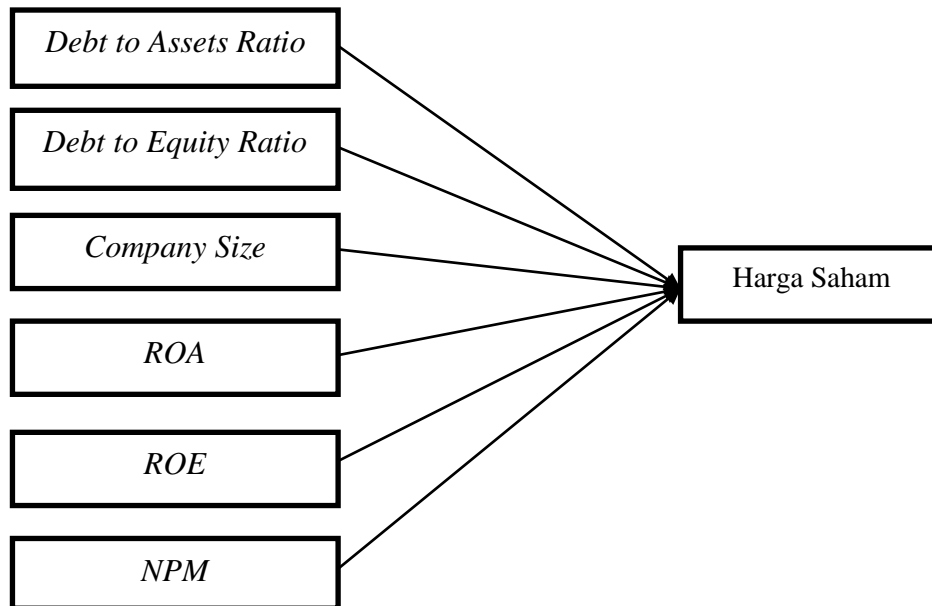 Debt to Assets Ratio
Debt to Equity Ratio
Company Size
Harga Saham
ROA
ROE
NPM